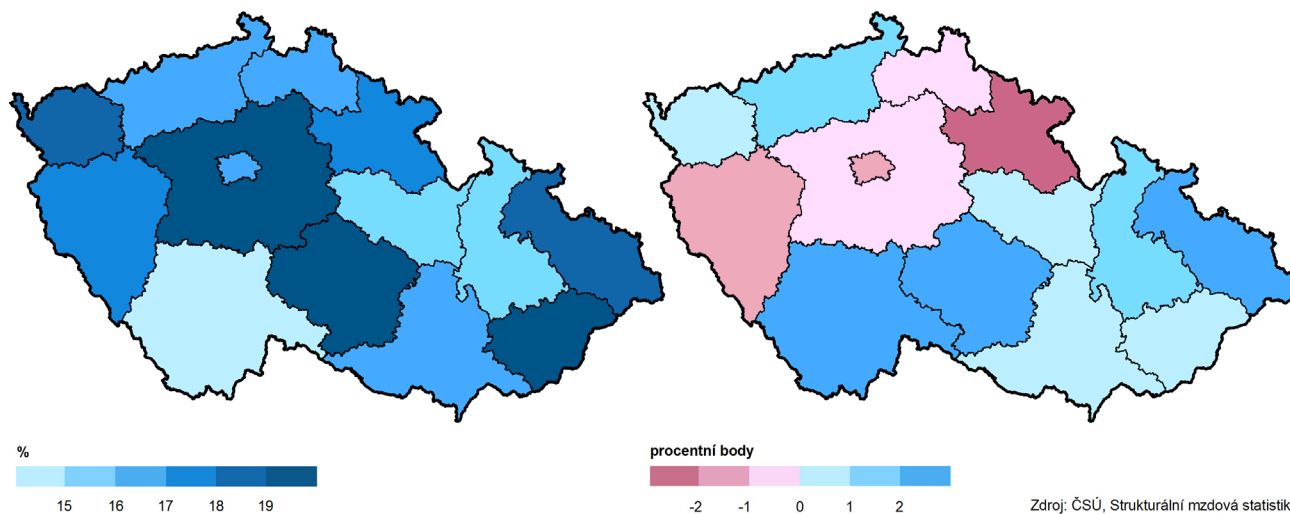 %
15 16 17 18 19
procentní body
-2 -1 0 1 2
Zdroj: ČSÚ, Strukturální mzdová statistik